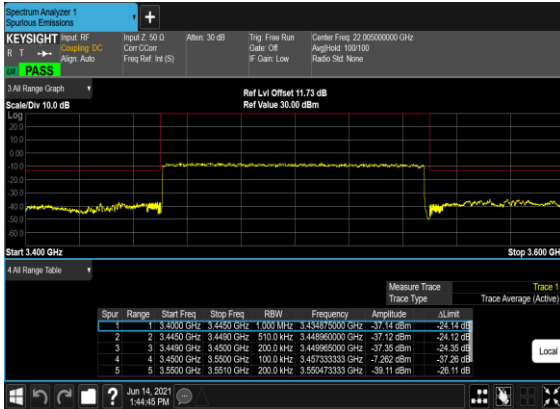 Spectrum Analyzer 1
Spurious Emissions
+
KEYSIGHT Input: RF Input Z: 50 Ω Atten: 30 dB Trig: Free Run Center Freq: 22.005000000 GHz
R T Coupling: DC Corr CCorr Gate: Off Avg|Hold: 100/100
Align: Auto Freq Ref: Int (S) IF Gain: Low Radio Std: None
PASS
3 All Range Graph
Ref Lvl Offset 11.73 dB
Scale/Div 10.0 dB Ref Value 30.00 dBm
Log
20.0
10.0
0.00
-10.0
-20.0
-30.0
-40.0
-50.0
-60.0
Start 3.400 GHz Stop 3.600 GH
4 All Range Table
Measure Trace Trace 1
Trace Type Trace Average (Active)
Spur Range Start Freq Stop Freq RBW Frequency Amplitude ΔLimit
1 1 3.4000 GHz 3.4450 GHz 1.000 MHz 3.434875000 GHz -37.14 dBm -24.14 dB
2 2 3.4450 GHz 3.4490 GHz 510.0 kHz 3.448960000 GHz -37.12 dBm -24.12 dB
3 3 3.4490 GHz 3.4500 GHz 200.0 kHz 3.449965000 GHz -37.35 dBm -24.35 dB
4 4 3.4500 GHz 3.5500 GHz 100.0 kHz 3.457333333 GHz -7.262 dBm -37.26 dB
5 5 3.5500 GHz 3.5510 GHz 200.0 kHz 3.550473333 GHz -39.11 dBm -26.11 dB
Local
?
Jun 14, 2021
1:44:45 PM